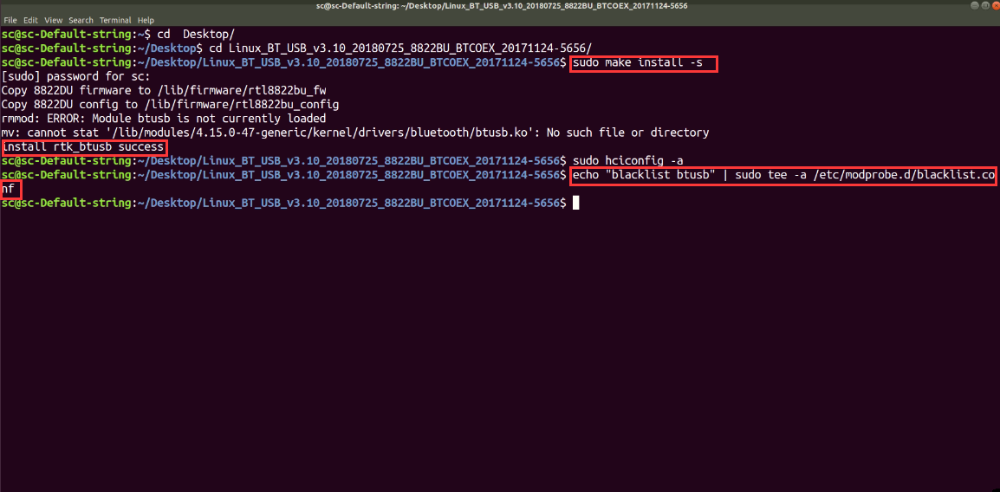 sc@sc-Default-string: ~/Desktop/Linux_BT_USB_v3.10_20180725_8822BU_BTCOEX_20171124-5656
File Edit View Search Terminal Help
sc@sc-Default-string:~$ cd  Desktop/
sc@sc-Default-string:~/Desktop$ cd Linux_BT_USB_v3.10_20180725_8822BU_BTCOEX_20171124-5656/
sc@sc-Default-string:~/Desktop/Linux_BT_USB_v3.10_20180725_8822BU_BTCOEX_20171124-5656$ sudo make install -s
[sudo] password for sc:
Copy 8822DU firmware to /lib/firmware/rtl8822bu_fw
Copy 8822DU config to /lib/firmware/rtl8822bu_config
rmmod: ERROR: Module btusb is not currently loaded
mv: cannot stat '/lib/modules/4.15.0-47-generic/kernel/drivers/bluetooth/btusb.ko': No such file or directory
install rtk_btusb success
sc@sc-Default-string:~/Desktop/Linux_BT_USB_v3.10_20180725_8822BU_BTCOEX_20171124-5656$ sudo hciconfig -a
sc@sc-Default-string:~/Desktop/Linux_BT_USB_v3.10_20180725_8822BU_BTCOEX_20171124-5656$ echo "blacklist btusb" | sudo tee -a /etc/modprobe.d/blacklist.co
nf
sc@sc-Default-string:~/Desktop/Linux_BT_USB_v3.10_20180725_8822BU_BTCOEX_20171124-5656$